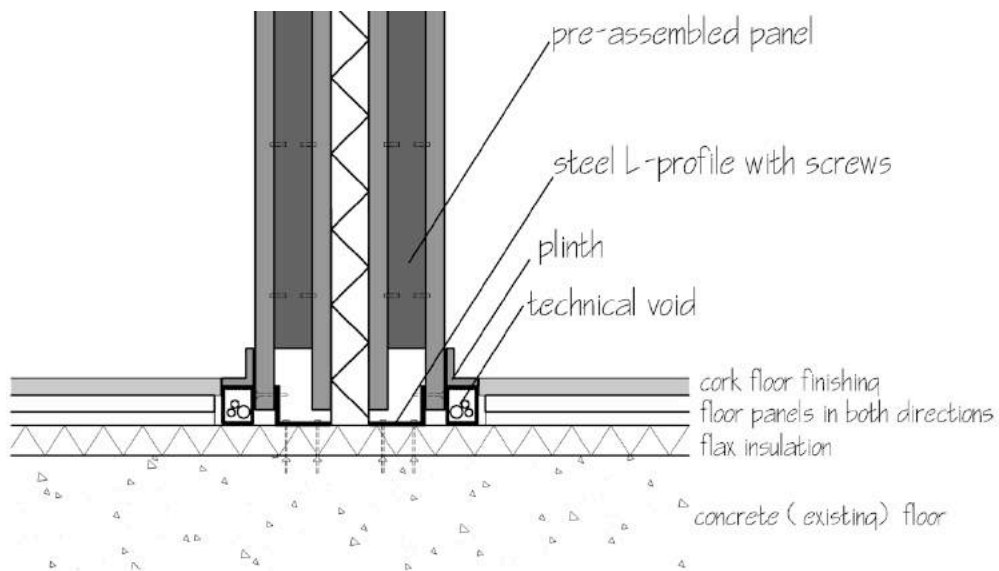 pre-assembled panel
steel L-profile with screws
plinth
technical void
cork floor finishing
floor panels in both directions
flax insulation
concrete (existing) floor